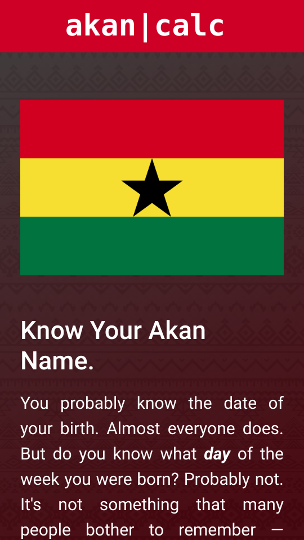 akan|calc
Know Your Akan
Name.
You probably know the date of
your birth. Almost everyone does.
But do you know what day of the
week you were born? Probably not.
It's not something that many
people bother to remember —